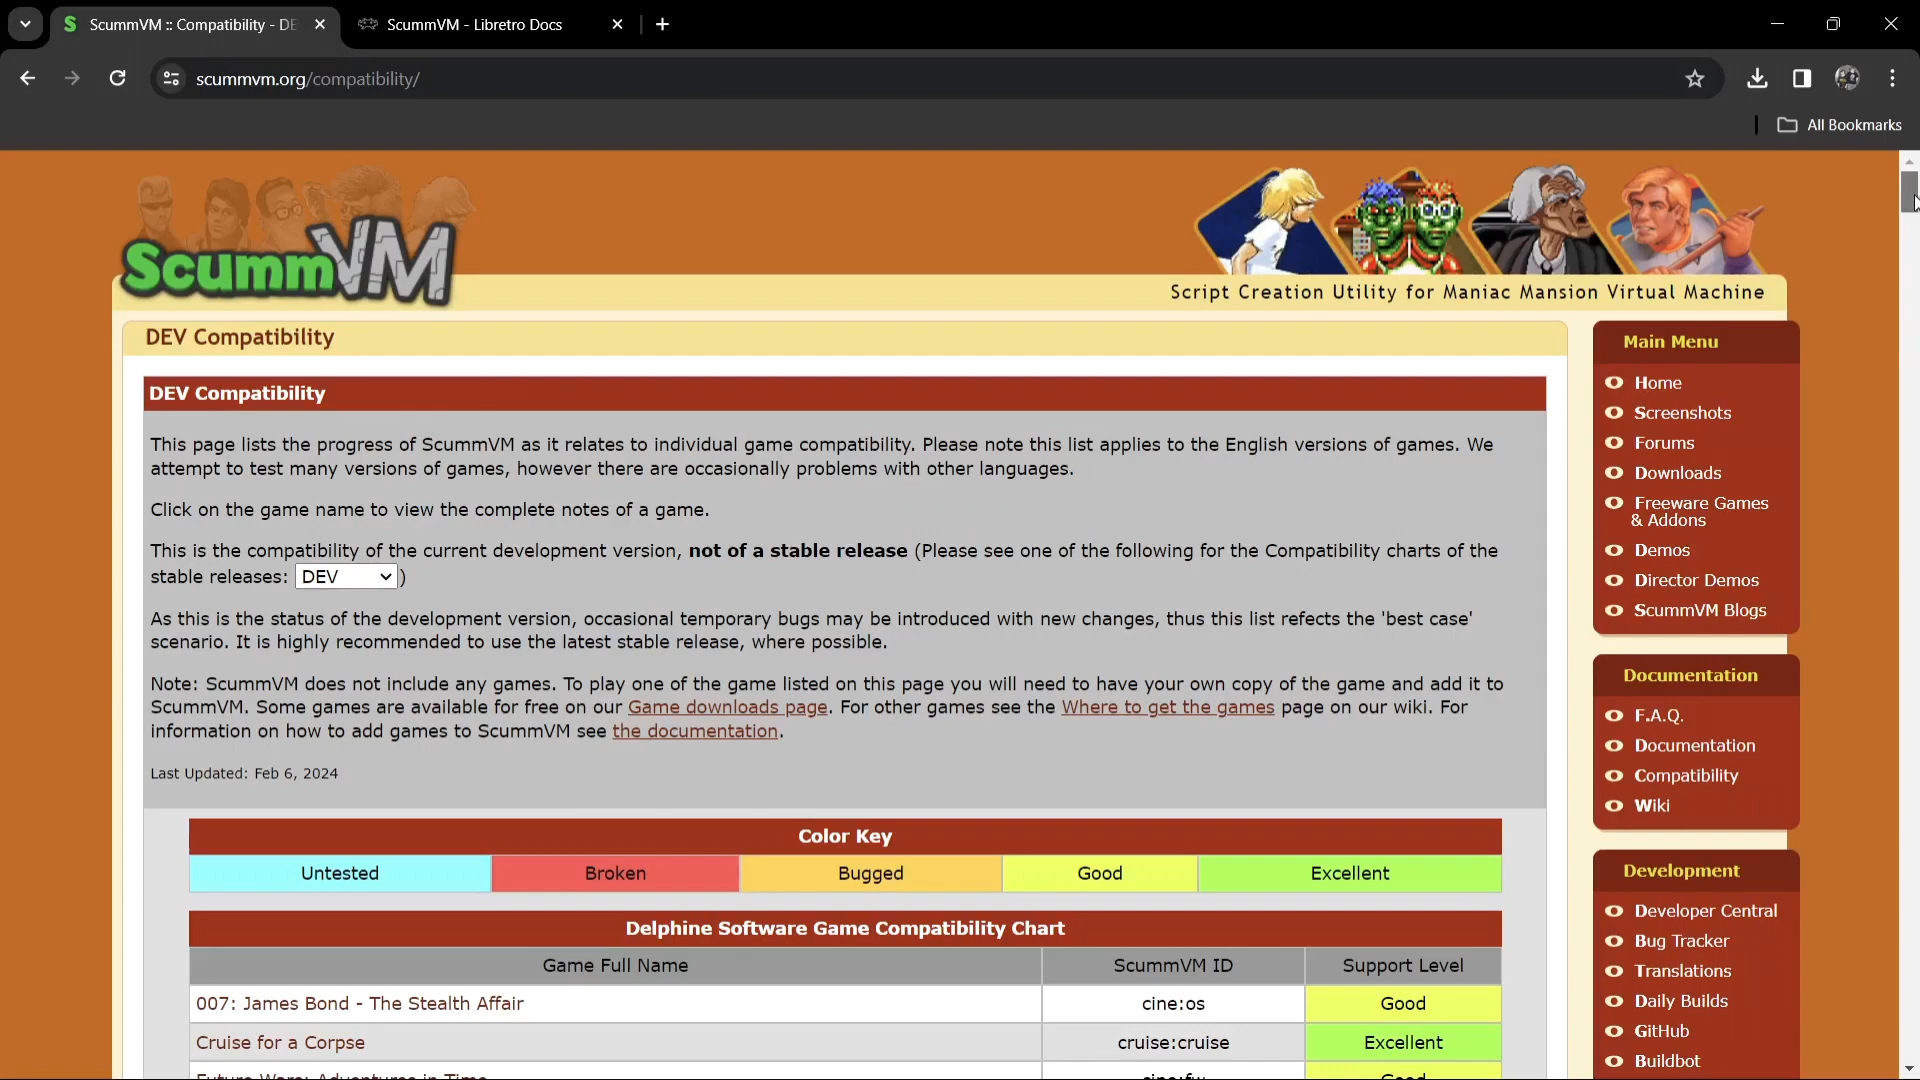 ScummVM :: Compatibility - DE
ScummVM - Libretro Docs
scummvm.org/compatibility/
All Bookmarks
ScummVM
Script Creation Utility for Maniac Mansion Virtual Machine
DEV Compatibility
DEV Compatibility
This page lists the progress of ScummVM as it relates to individual game compatibility. Please note this list applies to the English versions of games. We
attempt to test many versions of games, however there are occasionally problems with other languages.
Click on the game name to view the complete notes of a game.
This is the compatibility of the current development version, not of a stable release (Please see one of the following for the Compatibility charts of the
stable releases: DEV )
As this is the status of the development version, occasional temporary bugs may be introduced with new changes, thus this list refects the 'best case'
scenario. It is highly recommended to use the latest stable release, where possible.
Note: ScummVM does not include any games. To play one of the game listed on this page you will need to have your own copy of the game and add it to
ScummVM. Some games are available for free on our Game downloads page. For other games see the Where to get the games page on our wiki. For
information on how to add games to ScummVM see the documentation.
Last Updated: Feb 6, 2024
Color Key
Untested Broken Bugged Good Excellent
Delphine Software Game Compatibility Chart
Game Full Name ScummVM ID Support Level
007: James Bond - The Stealth Affair cine:os Good
Cruise for a Corpse cruise:cruise Excellent
Future Wars: Adventures in Time cine:fw Good
Main Menu
Home
Screenshots
Forums
Downloads
Freeware Games
& Addons
Demos
Director Demos
ScummVM Blogs
Documentation
F.A.Q.
Documentation
Compatibility
Wiki
Development
Developer Central
Bug Tracker
Translations
Daily Builds
GitHub
Buildbot